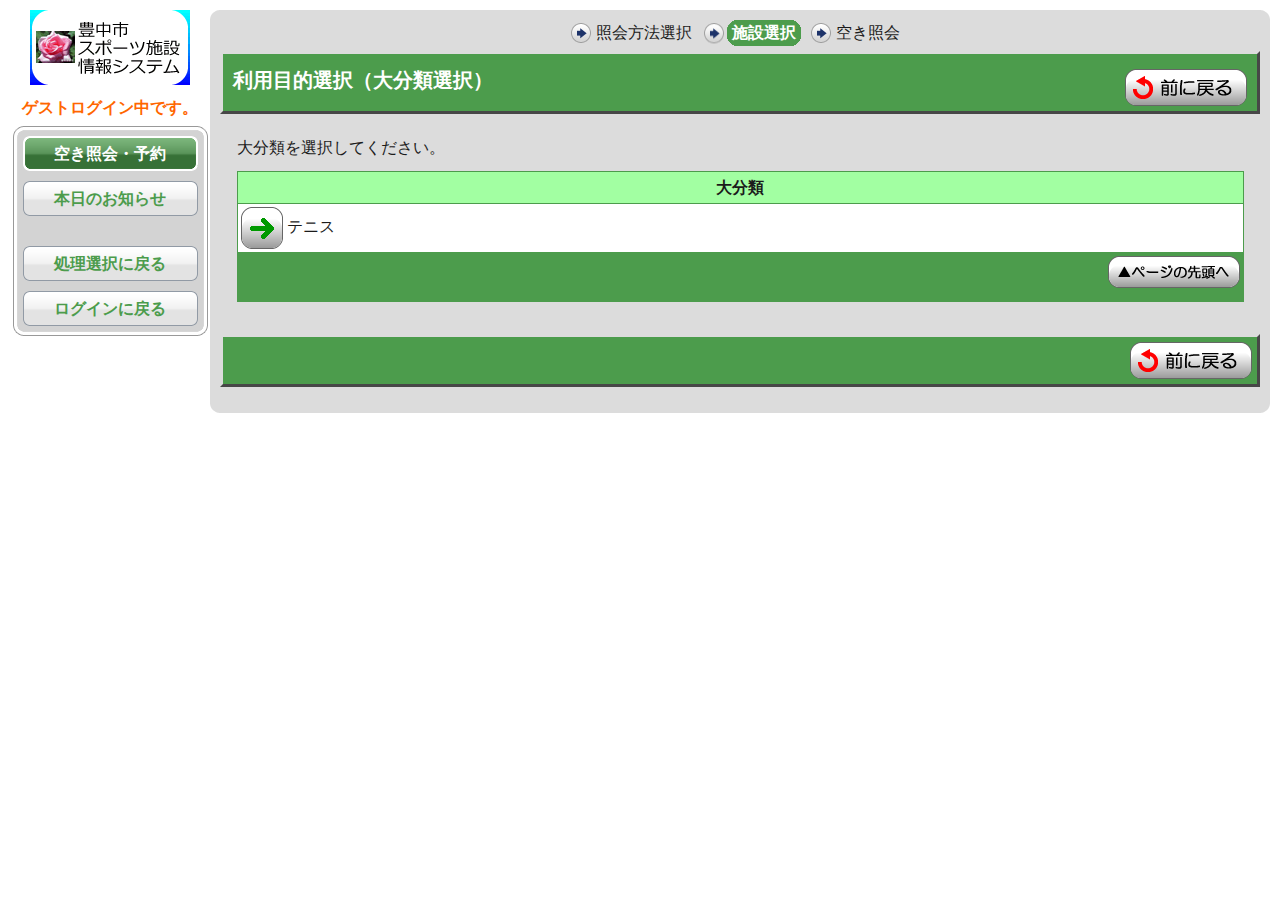 豊中市
スポーツ施設
情報システム
ゲストログイン中です。
空き照会・予約
本日のお知らせ
処理選択に戻る
ログインに戻る
照会方法選択 施設選択 空き照会
利用目的選択（大分類選択）
前に戻る
大分類を選択してください。
大分類
テニス
▲ページの先頭へ
前に戻る